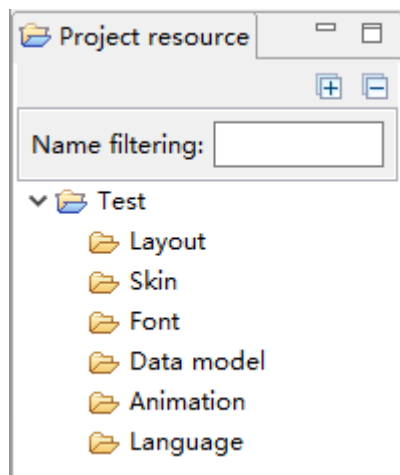 Project resource
Name filtering:
Test
Layout
Skin
Font
Data model
Animation
Language